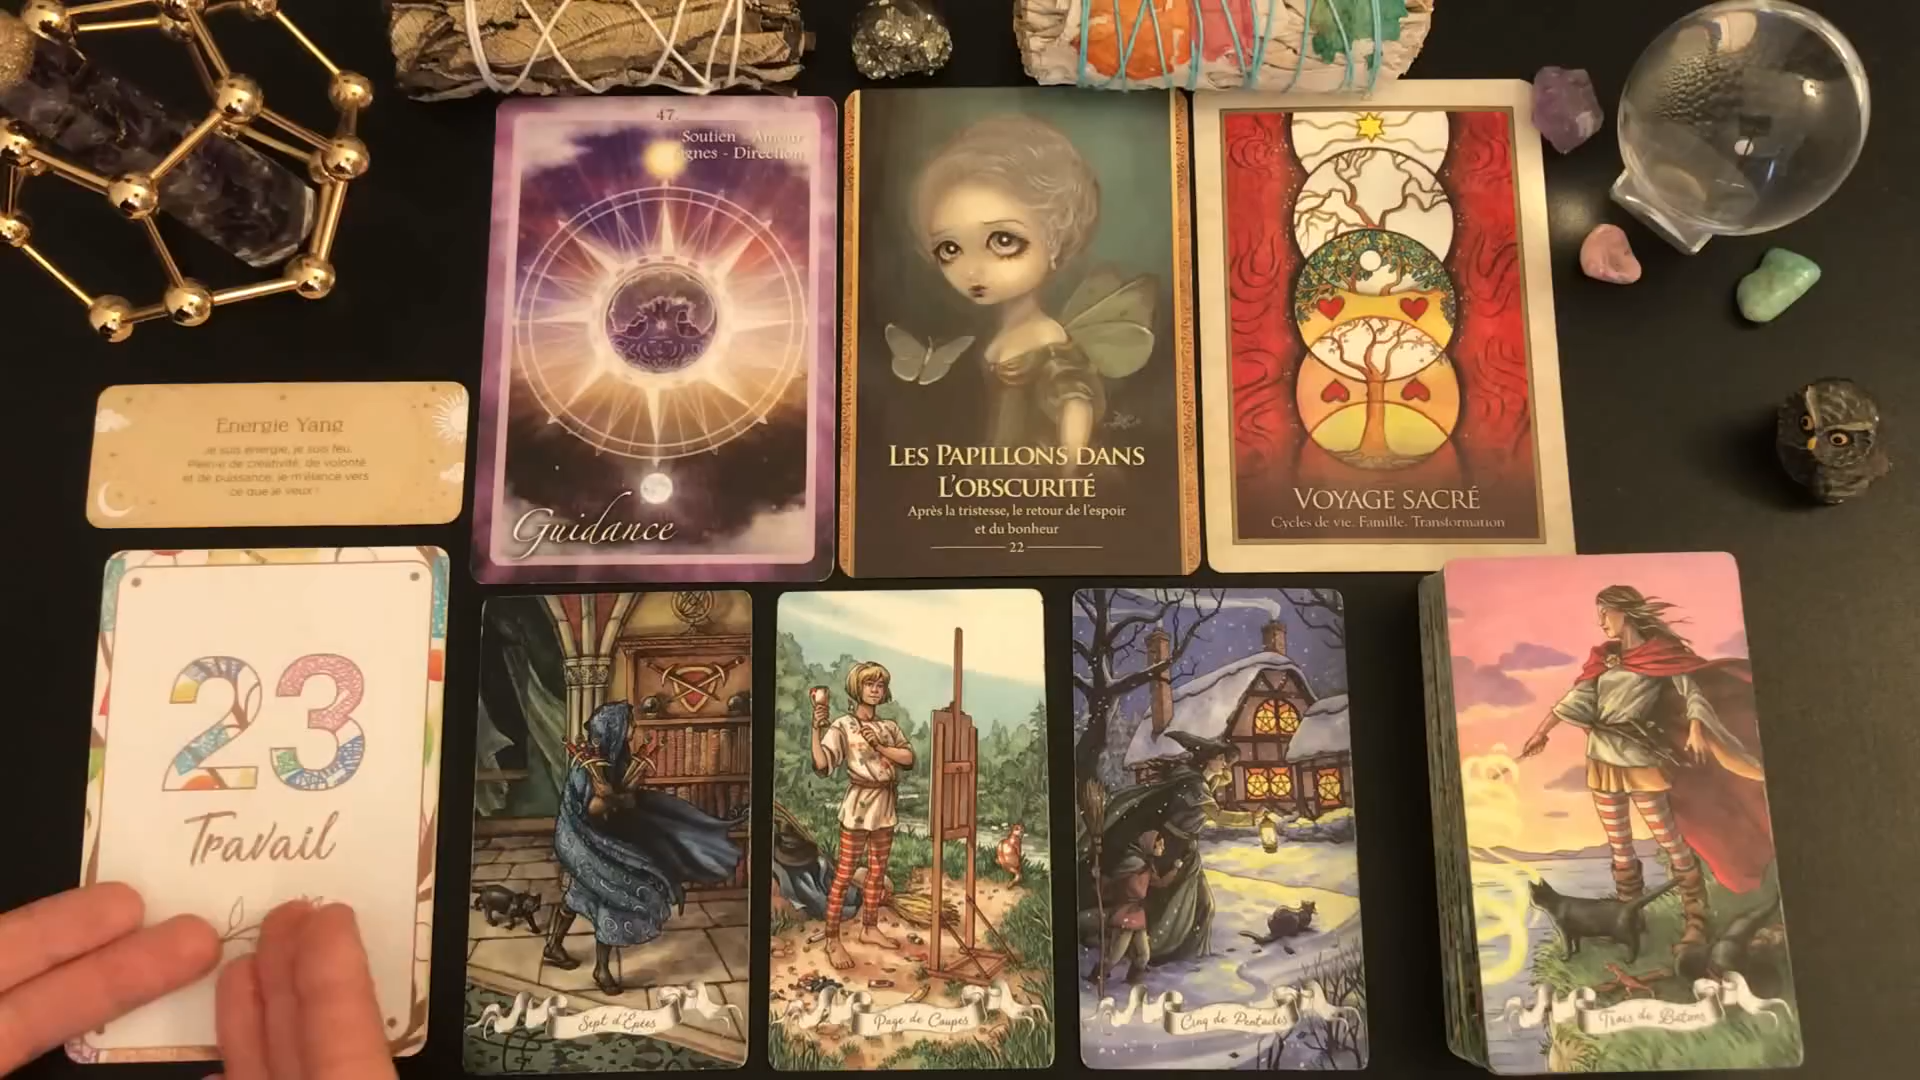 47.
Soutien - Amour
Signes - Direction
Guidance
LES PAPILLONS DANS
L'OBSCURITÉ
Après la tristesse, le retour de l'espoir
et du bonheur
22
VOYAGE SACRÉ
Cycles de vie. Famille. Transformation
Energie Yang
Je suis énergie, je suis feu.
Plein·e de créativité, de volonté
et de puissance, je m'élance vers
ce que je veux !
23
Travail
Sept d'Épées
Page de Coupes
Cinq de Pentacles
Trois de Bâtons